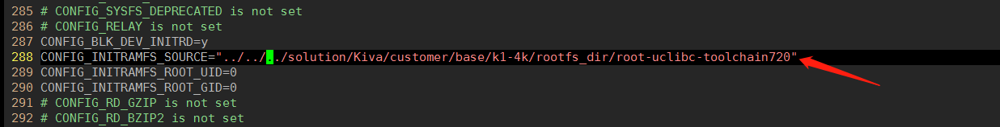 285 # CONFIG_SYSFS_DEPRECATED is not set
286 # CONFIG_RELAY is not set
287 CONFIG_BLK_DEV_INITRD=y
288 CONFIG_INITRAMFS_SOURCE="../../../solution/Kiva/customer/base/k1-4k/rootfs_dir/root-uclibc-toolchain720"
289 CONFIG_INITRAMFS_ROOT_UID=0
290 CONFIG_INITRAMFS_ROOT_GID=0
291 # CONFIG_RD_GZIP is not set
292 # CONFIG_RD_BZIP2 is not set